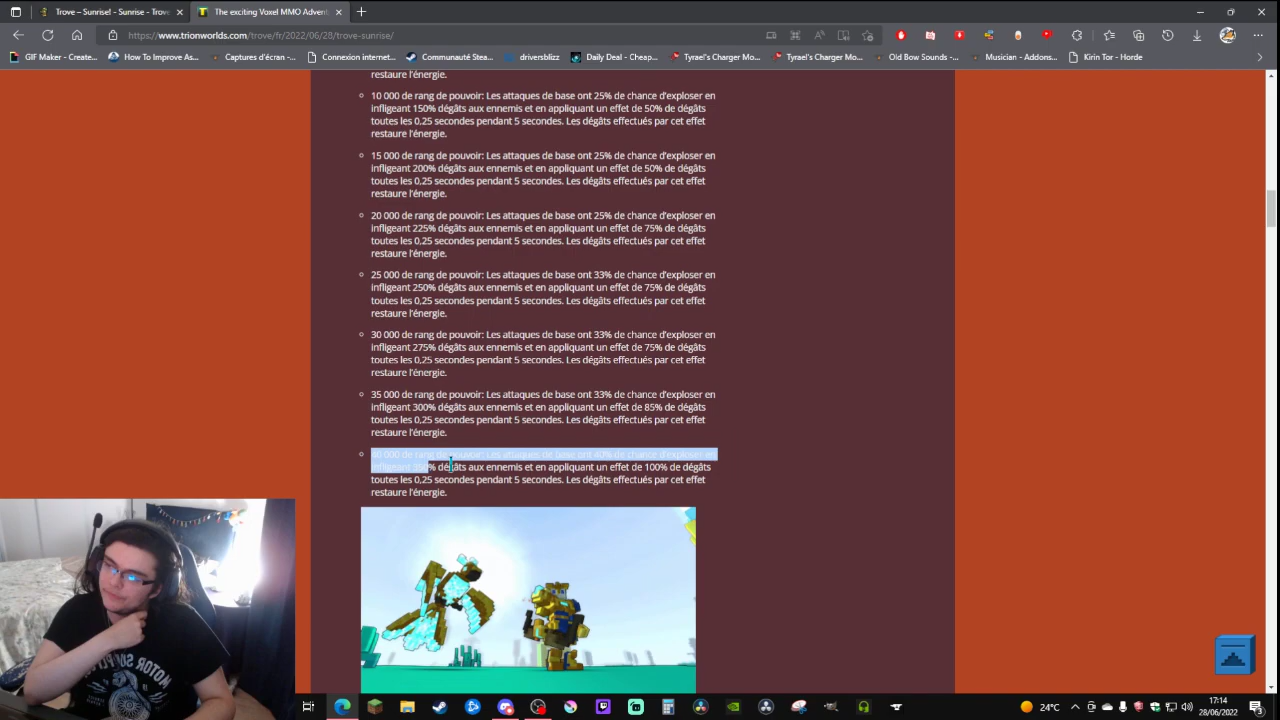 Trove – Sunrise! - Sunrise - Trove
The exciting Voxel MMO Advent
https://www.trionworlds.com/trove/fr/2022/06/28/trove-sunrise/
GIF Maker - Create...
How To Improve As...
Captures d'écran -...
Connexion internet...
Communauté Stea...
driversblizz
Daily Deal - Cheap...
Tyrael's Charger Mo...
Tyrael's Charger Mo...
Old Bow Sounds -...
Musician - Addons...
Kirin Tor - Horde
restaure l'énergie.
10 000 de rang de pouvoir: Les attaques de base ont 25% de chance d'exploser en
infligeant 150% dégâts aux ennemis et en appliquant un effet de 50% de dégâts
toutes les 0,25 secondes pendant 5 secondes. Les dégâts effectués par cet effet
restaure l'énergie.
15 000 de rang de pouvoir: Les attaques de base ont 25% de chance d'exploser en
infligeant 200% dégâts aux ennemis et en appliquant un effet de 50% de dégâts
toutes les 0,25 secondes pendant 5 secondes. Les dégâts effectués par cet effet
restaure l'énergie.
20 000 de rang de pouvoir: Les attaques de base ont 25% de chance d'exploser en
infligeant 225% dégâts aux ennemis et en appliquant un effet de 75% de dégâts
toutes les 0,25 secondes pendant 5 secondes. Les dégâts effectués par cet effet
restaure l'énergie.
25 000 de rang de pouvoir: Les attaques de base ont 33% de chance d'exploser en
infligeant 250% dégâts aux ennemis et en appliquant un effet de 75% de dégâts
toutes les 0,25 secondes pendant 5 secondes. Les dégâts effectués par cet effet
restaure l'énergie.
30 000 de rang de pouvoir: Les attaques de base ont 33% de chance d'exploser en
infligeant 275% dégâts aux ennemis et en appliquant un effet de 75% de dégâts
toutes les 0,25 secondes pendant 5 secondes. Les dégâts effectués par cet effet
restaure l'énergie.
35 000 de rang de pouvoir: Les attaques de base ont 33% de chance d'exploser en
infligeant 300% dégâts aux ennemis et en appliquant un effet de 85% de dégâts
toutes les 0,25 secondes pendant 5 secondes. Les dégâts effectués par cet effet
restaure l'énergie.
40 000 de rang de pouvoir: Les attaques de base ont 40% de chance d'exploser en
infligeant 350% dégâts aux ennemis et en appliquant un effet de 100% de dégâts
toutes les 0,25 secondes pendant 5 secondes. Les dégâts effectués par cet effet
restaure l'énergie.
24°C
17:14
28/06/2022